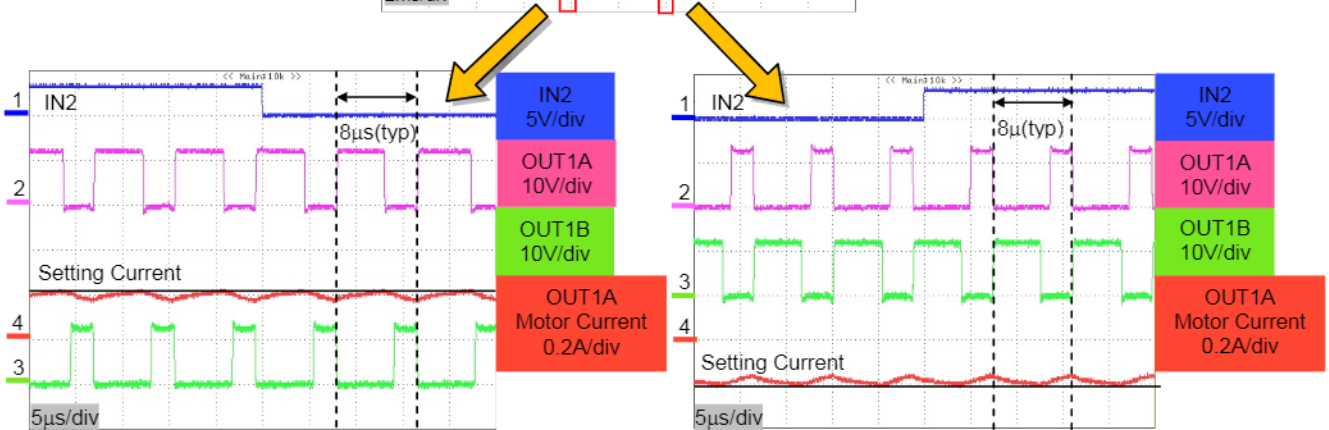 << Main:10k >>
1
IN2
8μs(typ)
2
Setting Current
4
3
5μs/div
IN2
5V/div
OUT1A
10V/div
OUT1B
10V/div
OUT1A
Motor Current
0.2A/div
<< Main:10k >>
1
IN2
8μ(typ)
2
3
4
Setting Current
5μs/div
IN2
5V/div
OUT1A
10V/div
OUT1B
10V/div
OUT1A
Motor Current
0.2A/div